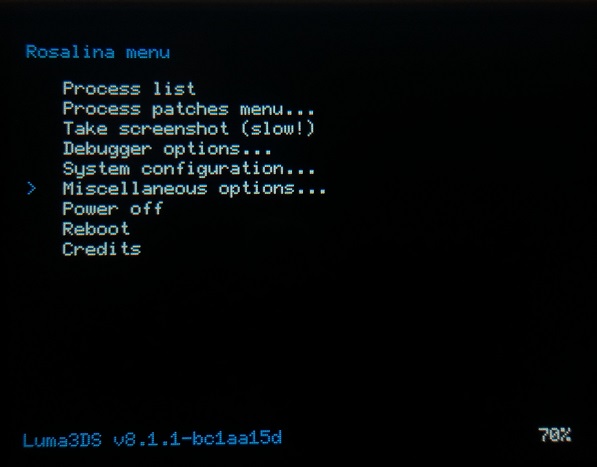 Rosalina menu
Process list
Process patches menu...
Take screenshot (slow!)
Debugger options...
System configuration...
> Miscellaneous options...
Power off
Reboot
Credits
Luma3DS v8.1.1-bc1aa15d
70%